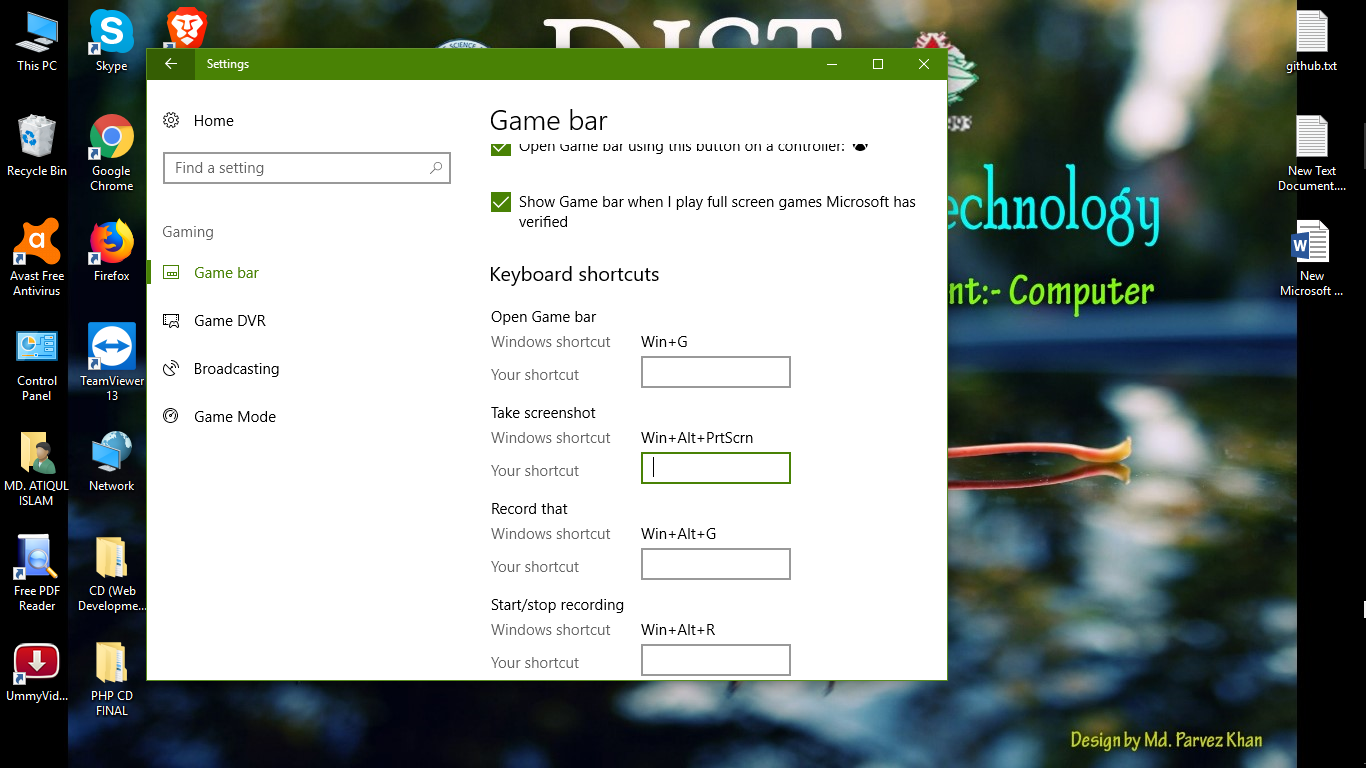 This PC
Skype
Recycle Bin
Google
Chrome
Avast Free
Antivirus
Firefox
Control
Panel
TeamViewer
13
MD. ATIQUL
ISLAM
Network
Free PDF
Reader
CD (Web
Developme...
UmmyVid...
PHP CD
FINAL
DIST
SCIENCE
Settings
Home
Find a setting
Gaming
Game bar
Game DVR
Broadcasting
Game Mode
Game bar
Open Game bar using this button on a controller:
Show Game bar when I play full screen games Microsoft has
verified
Keyboard shortcuts
Open Game bar
Windows shortcut Win+G
Your shortcut
Take screenshot
Windows shortcut Win+Alt+PrtScrn
Your shortcut
Record that
Windows shortcut Win+Alt+G
Your shortcut
Start/stop recording
Windows shortcut Win+Alt+R
Your shortcut
echnology
nt:- Computer
Design by Md. Parvez Khan
github.txt
New Text
Document....
New
Microsoft ...